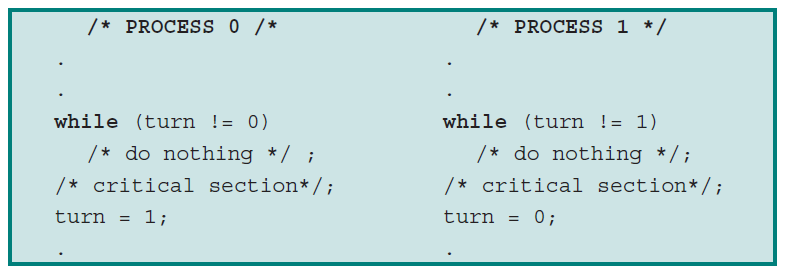 /* PROCESS 0 /*
.
.
while (turn != 0)
/* do nothing */ ;
/* critical section*/;
turn = 1;
.
/* PROCESS 1 */
.
.
while (turn != 1)
/* do nothing */;
/* critical section*/;
turn = 0;
.